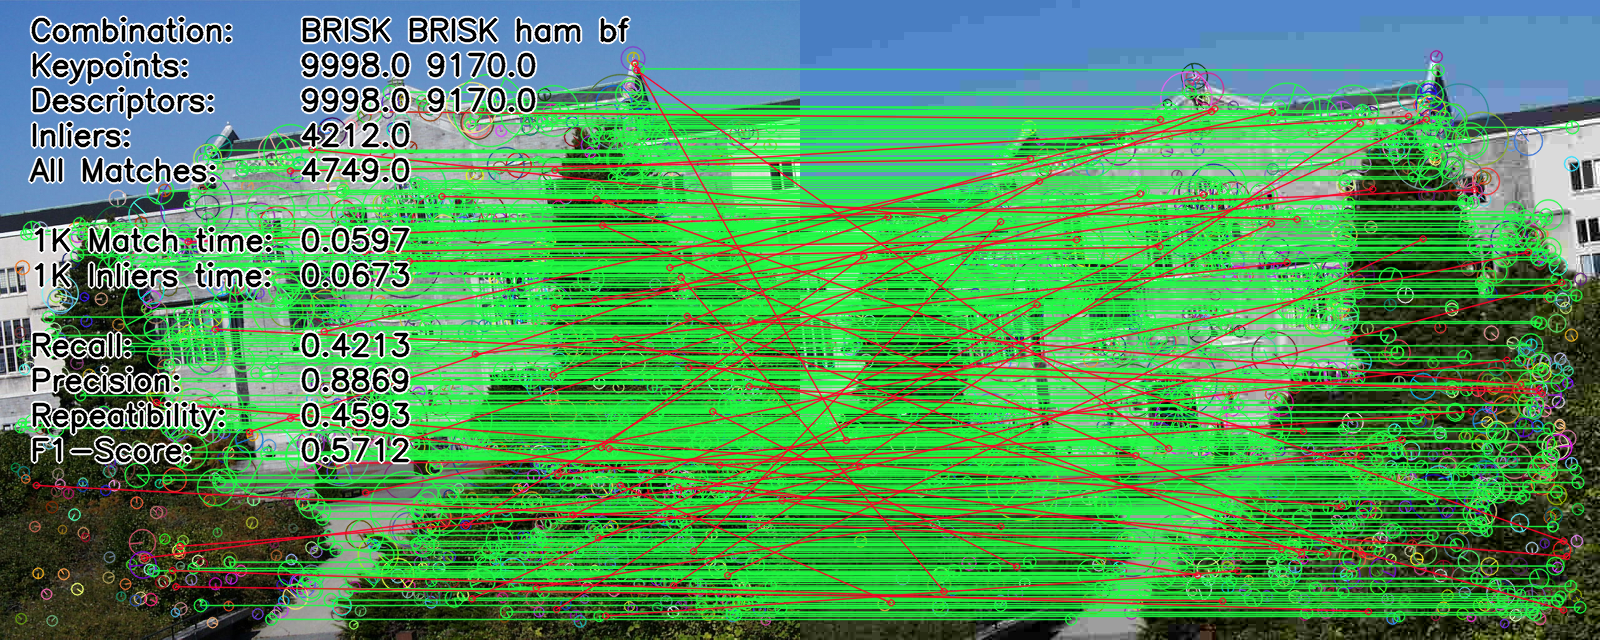 Combination: BRISK BRISK ham bf
Keypoints: 9998.0 9170.0
Descriptors: 9998.0 9170.0
Inliers: 4212.0
All Matches: 4749.0
1K Match time: 0.0597
1K Inliers time: 0.0673
Recall: 0.4213
Precision: 0.8869
Repeatibility: 0.4593
F1-Score: 0.5712